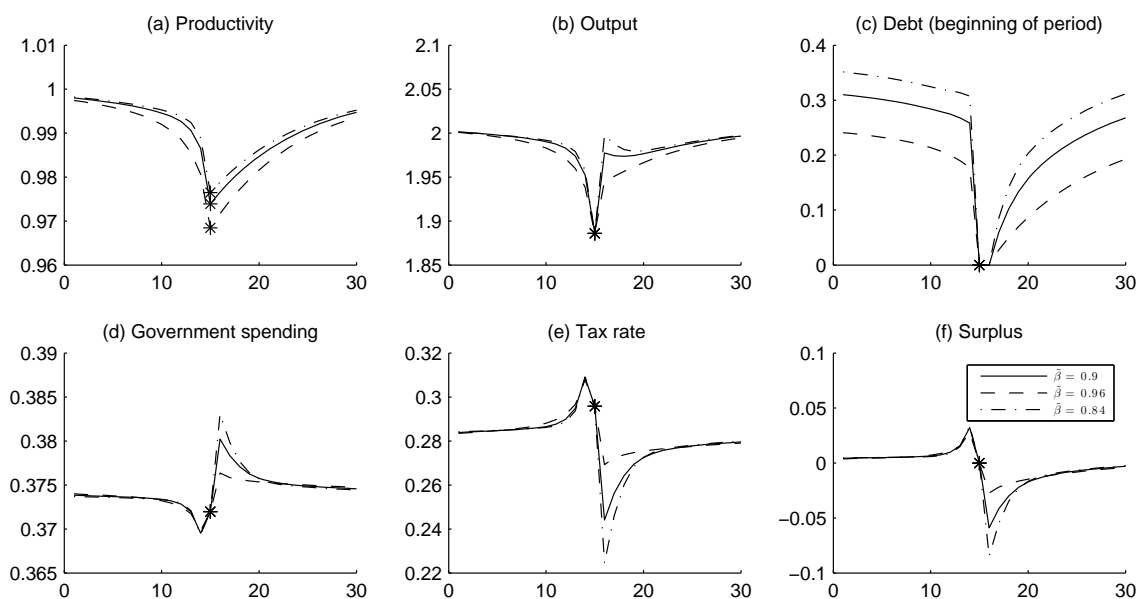 (a) Productivity
1.01
1
0.99
0.98
0.97
0.96
0 10 20 30
(b) Output
2.1
2.05
2
1.95
1.9
1.85
0 10 20 30
(c) Debt (beginning of period)
0.4
0.3
0.2
0.1
0
0 10 20 30
(d) Government spending
0.39
0.385
0.38
0.375
0.37
0.365
0 10 20 30
(e) Tax rate
0.32
0.3
0.28
0.26
0.24
0.22
0 10 20 30
(f) Surplus
0.1
0.05
0
−0.05
−0.1
0 10 20 30
β̃ = 0.9
β̃ = 0.96
β̃ = 0.84